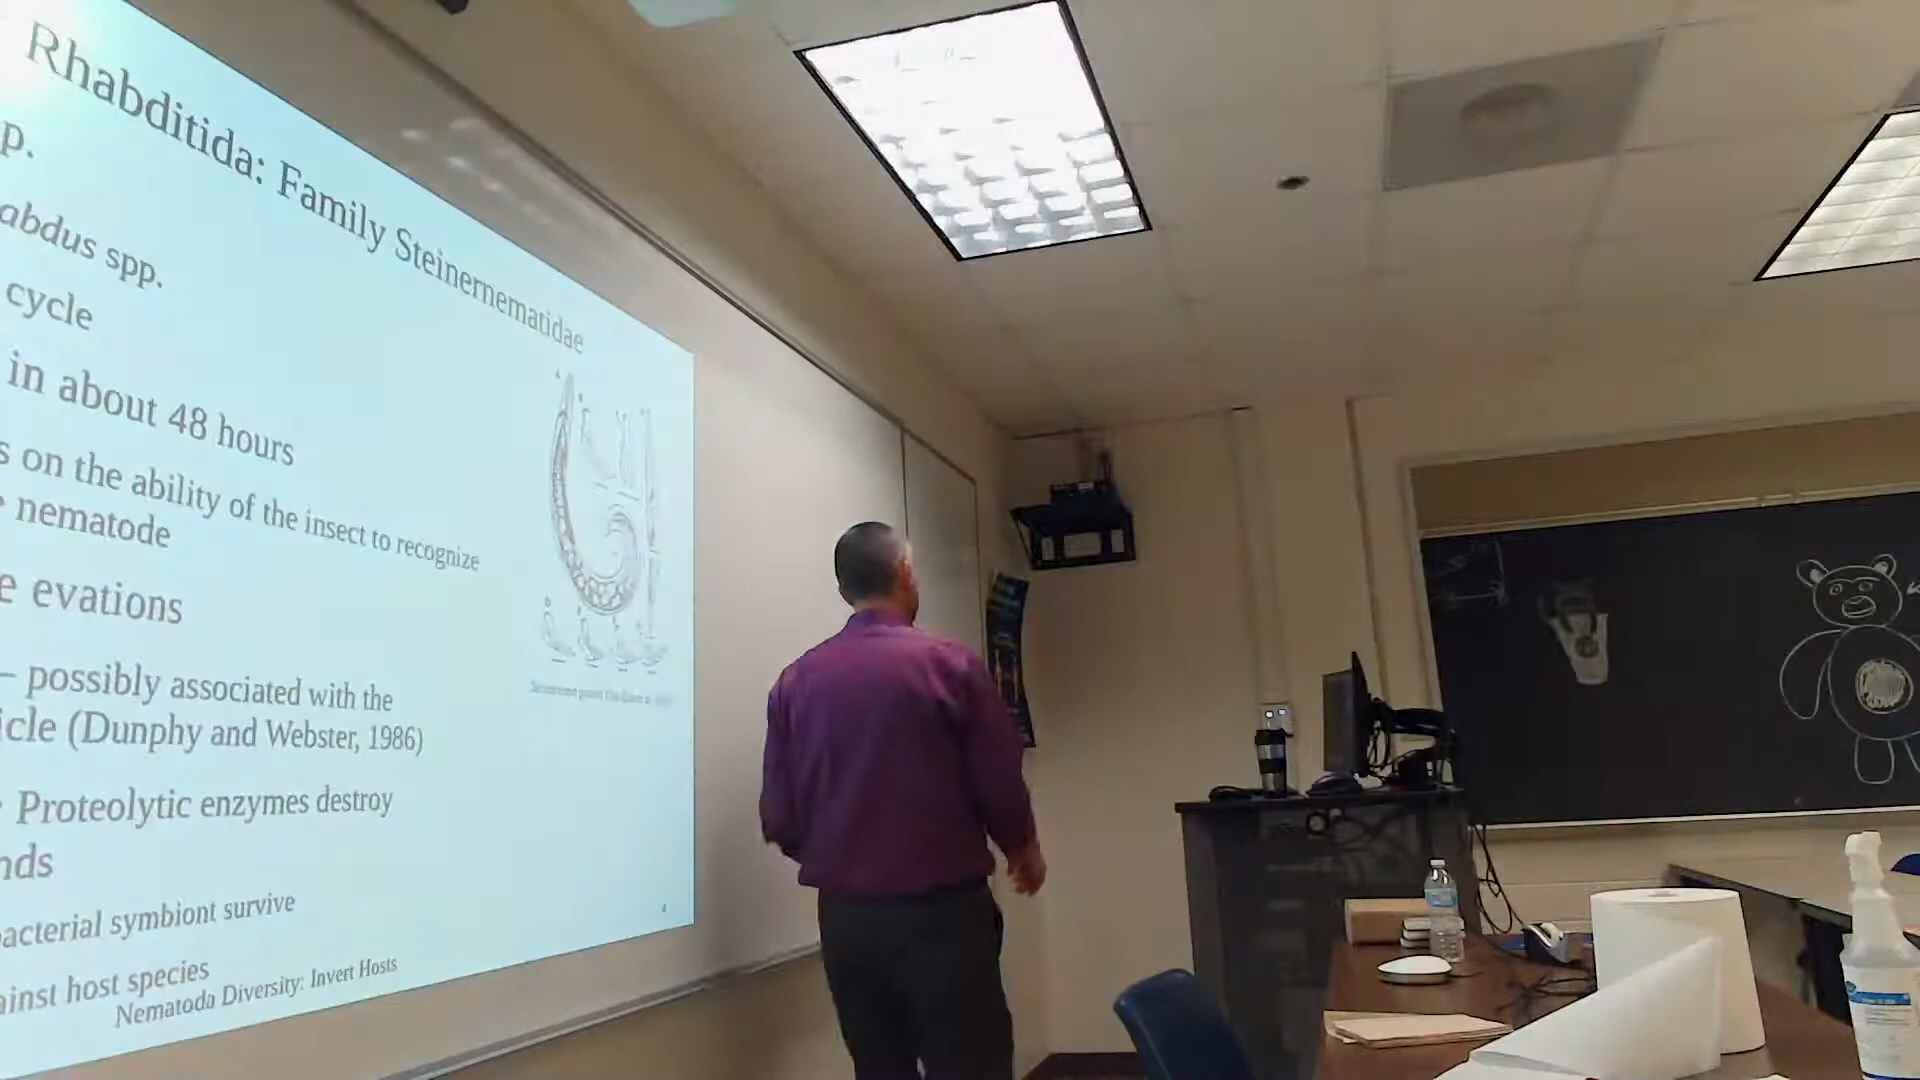 Rhabditida: Family Steinernematidae
p.
abdus spp.
cycle
in about 48 hours
s on the ability of the insect to recognize
nematode
e evations
– possibly associated with the
icle (Dunphy and Webster, 1986)
Proteolytic enzymes destroy
nds
acterial symbiont survive
ainst host species
Nematoda Diversity: Invert Hosts
4